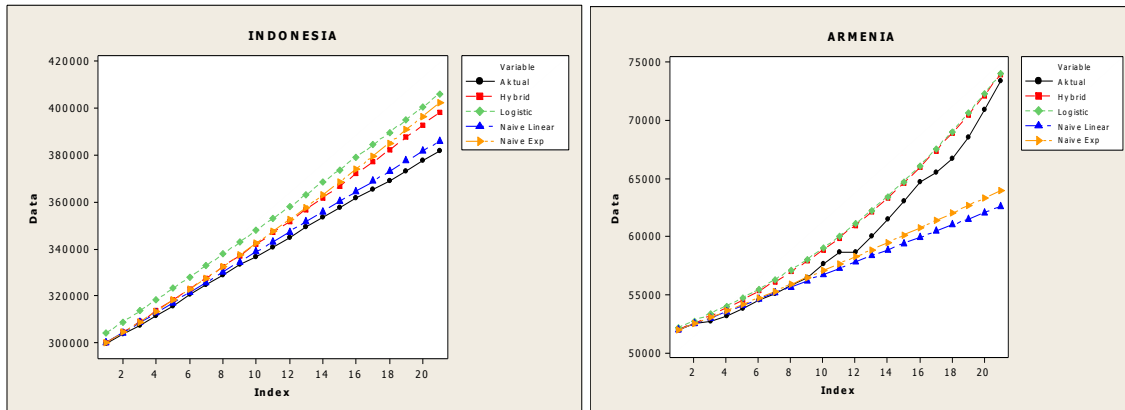 INDONESIA
420000
400000
380000
360000
340000
320000
300000
Data
2 4 6 8 10 12 14 16 18 20
Index
Variable
Aktual
Hybrid
Logistic
Naive Linear
Naive Exp
ARMENIA
75000
70000
65000
60000
55000
50000
Data
2 4 6 8 10 12 14 16 18 20
Index
Variable
Aktual
Hybrid
Logistic
Naive Linear
Naive Exp